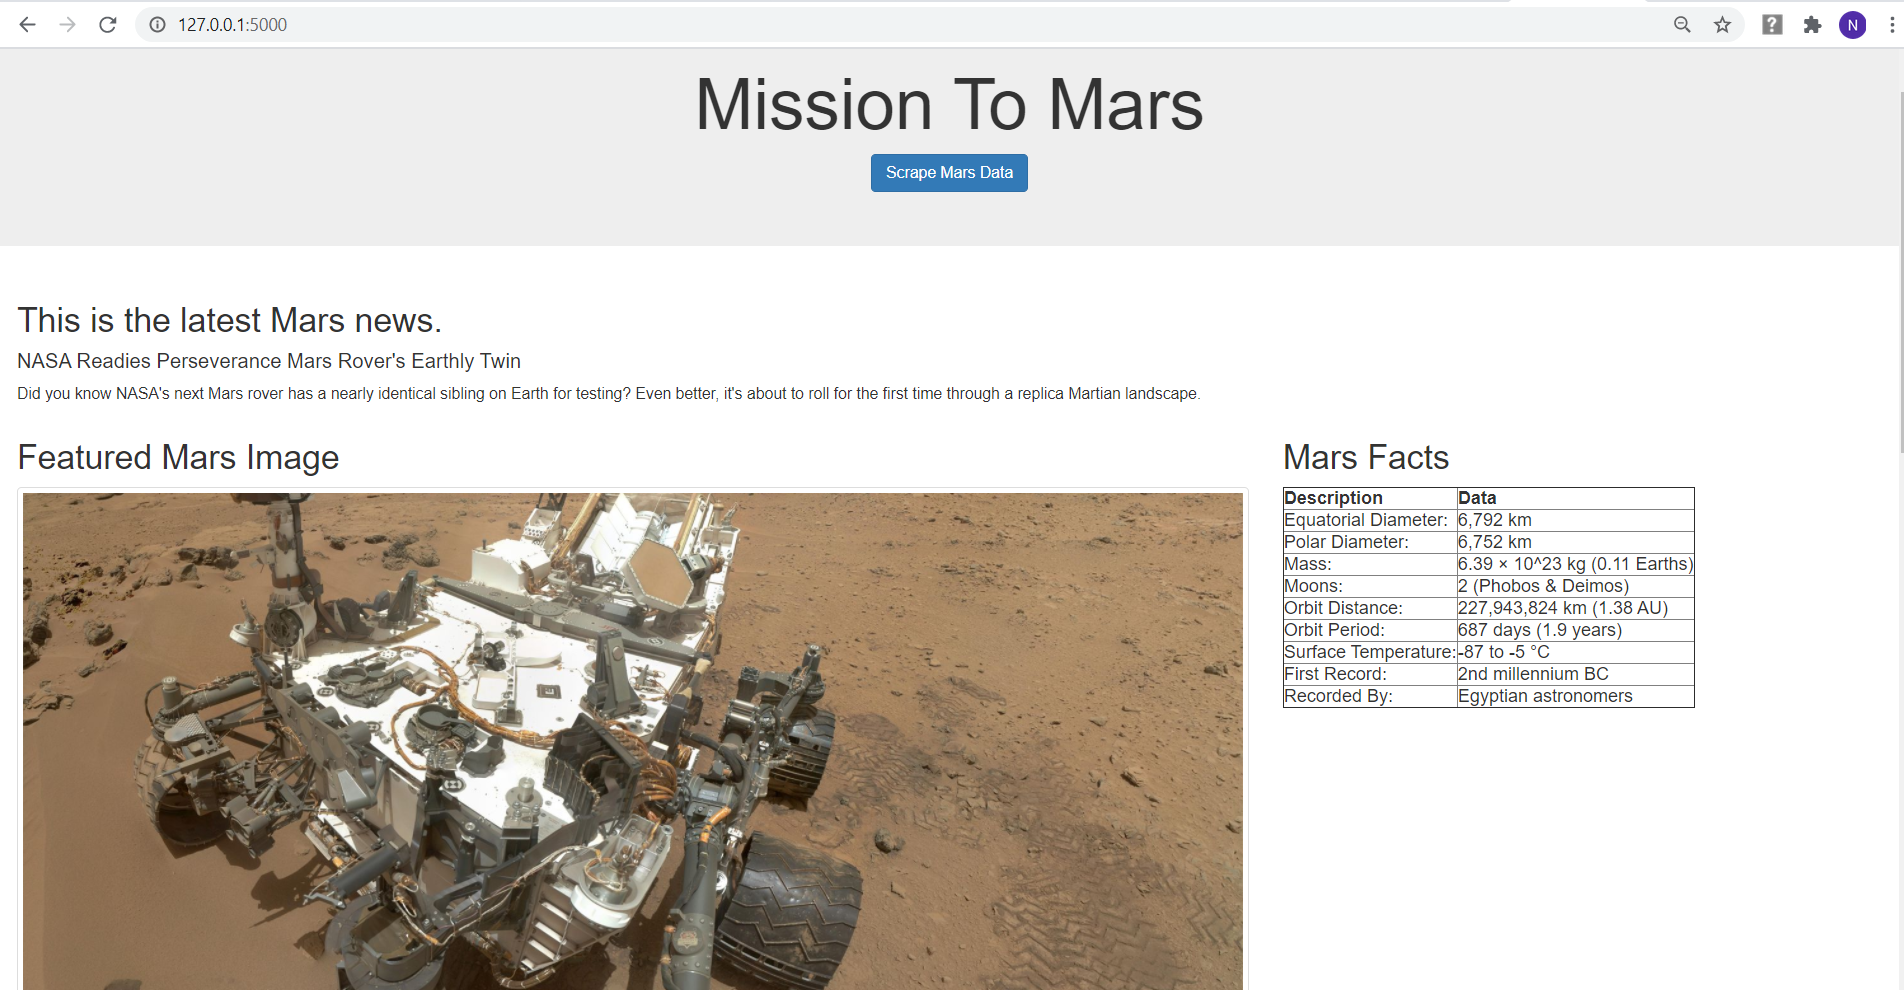 127.0.0.1:5000
N
Mission To Mars
Scrape Mars Data
This is the latest Mars news.
NASA Readies Perseverance Mars Rover's Earthly Twin
Did you know NASA's next Mars rover has a nearly identical sibling on Earth for testing? Even better, it's about to roll for the first time through a replica Martian landscape.
Featured Mars Image
Mars Facts
Description Data
Equatorial Diameter: 6,792 km
Polar Diameter: 6,752 km
Mass: 6.39 × 10^23 kg (0.11 Earths)
Moons: 2 (Phobos & Deimos)
Orbit Distance: 227,943,824 km (1.38 AU)
Orbit Period: 687 days (1.9 years)
Surface Temperature: -87 to -5 °C
First Record: 2nd millennium BC
Recorded By: Egyptian astronomers